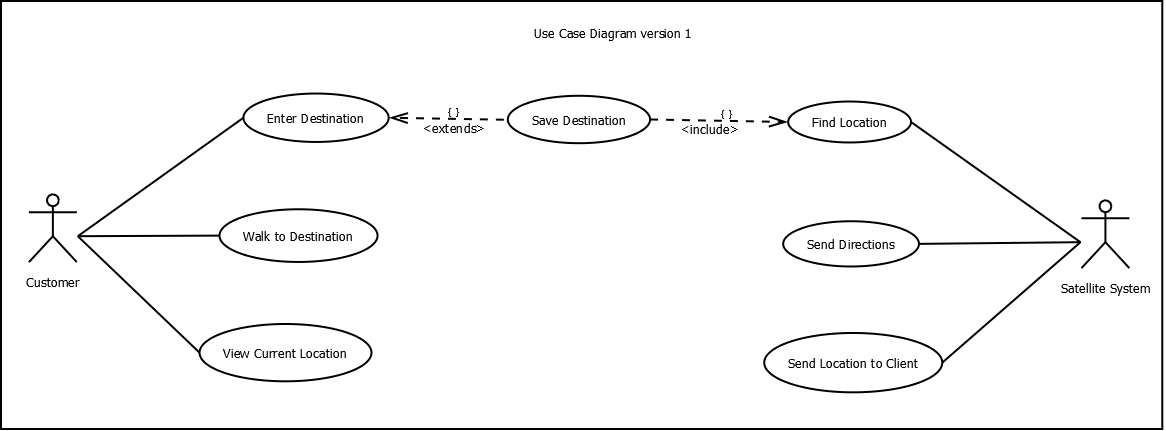 Use Case Diagram version 1
Enter Destination
{ }
<extends>
Save Destination
{ }
<include>
Find Location
Customer
Walk to Destination
Send Directions
Satellite System
View Current Location
Send Location to Client